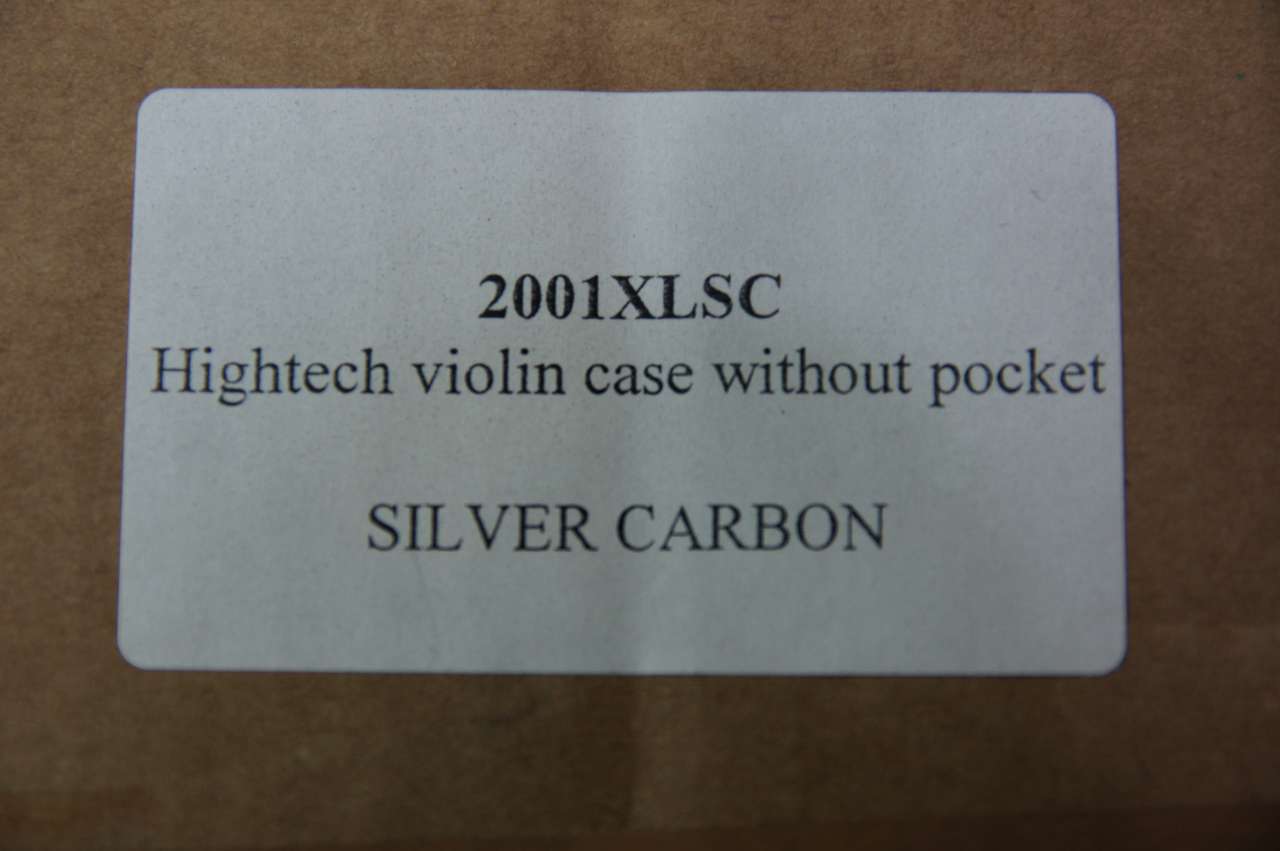 2001XLSC
Hightech violin case without pocket
SILVER CARBON